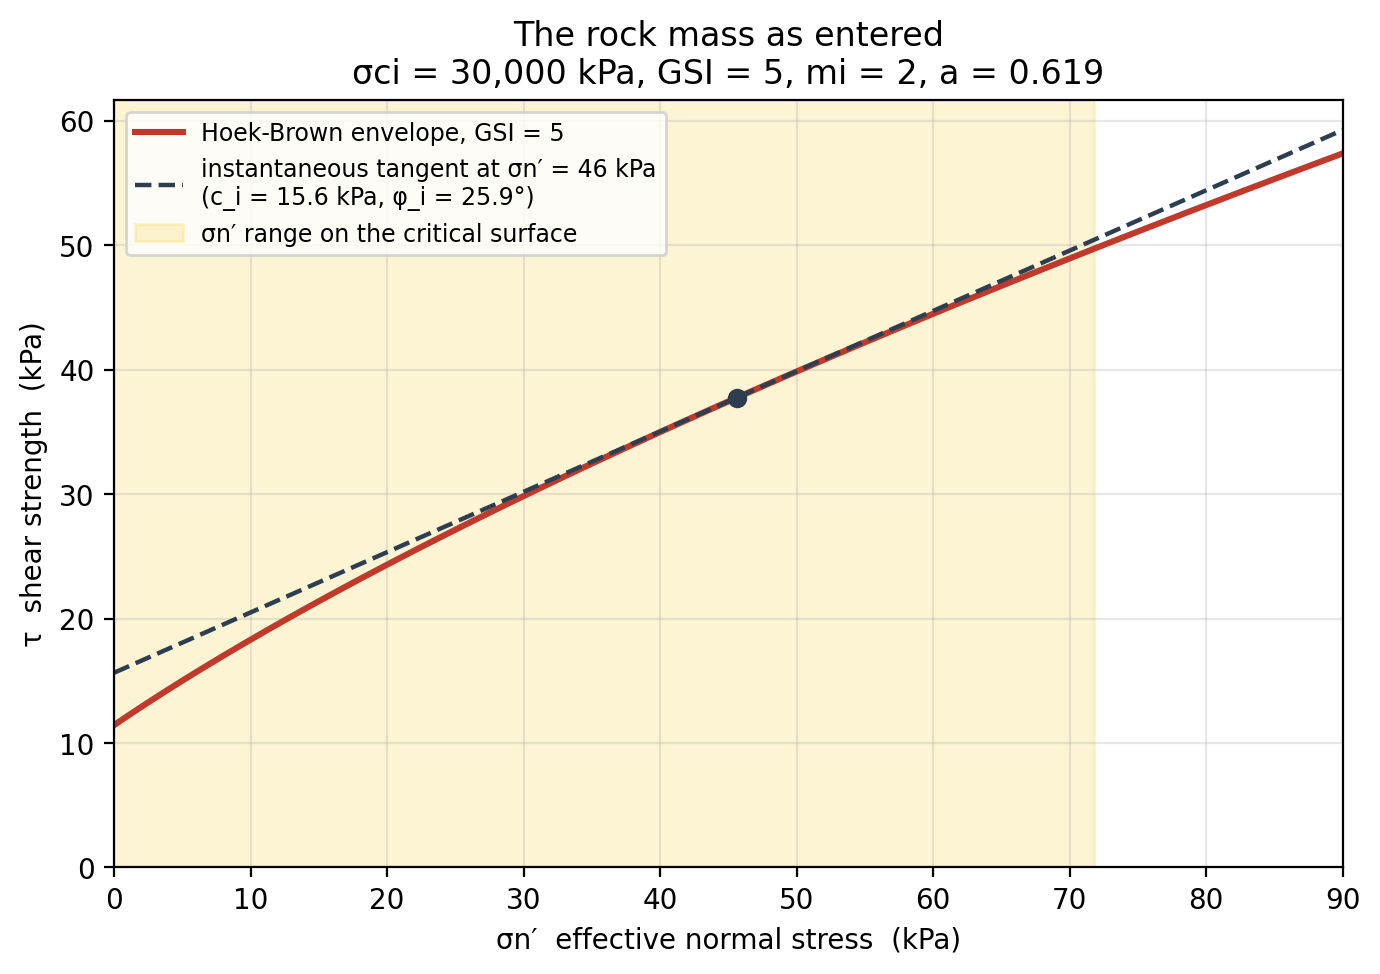 The rock mass as entered
σci = 30,000 kPa, GSI = 5, mi = 2, a = 0.619
Hoek-Brown envelope, GSI = 5
instantaneous tangent at σn′ = 46 kPa
(c_i = 15.6 kPa, φ_i = 25.9°)
σn′ range on the critical surface
τ  shear strength  (kPa)
60
50
40
30
20
10
0
0 10 20 30 40 50 60 70 80 90
σn′  effective normal stress  (kPa)